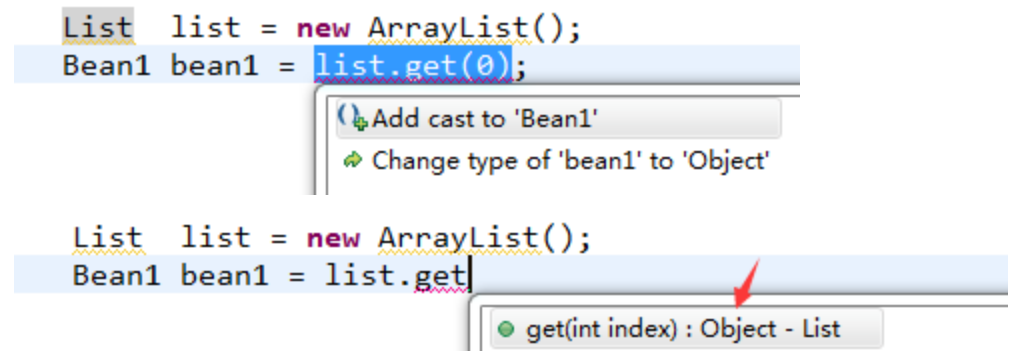 List  list = new ArrayList();
Bean1 bean1 = list.get(0);
Add cast to 'Bean1'
Change type of 'bean1' to 'Object'
List  list = new ArrayList();
Bean1 bean1 = list.get
get(int index) : Object - List